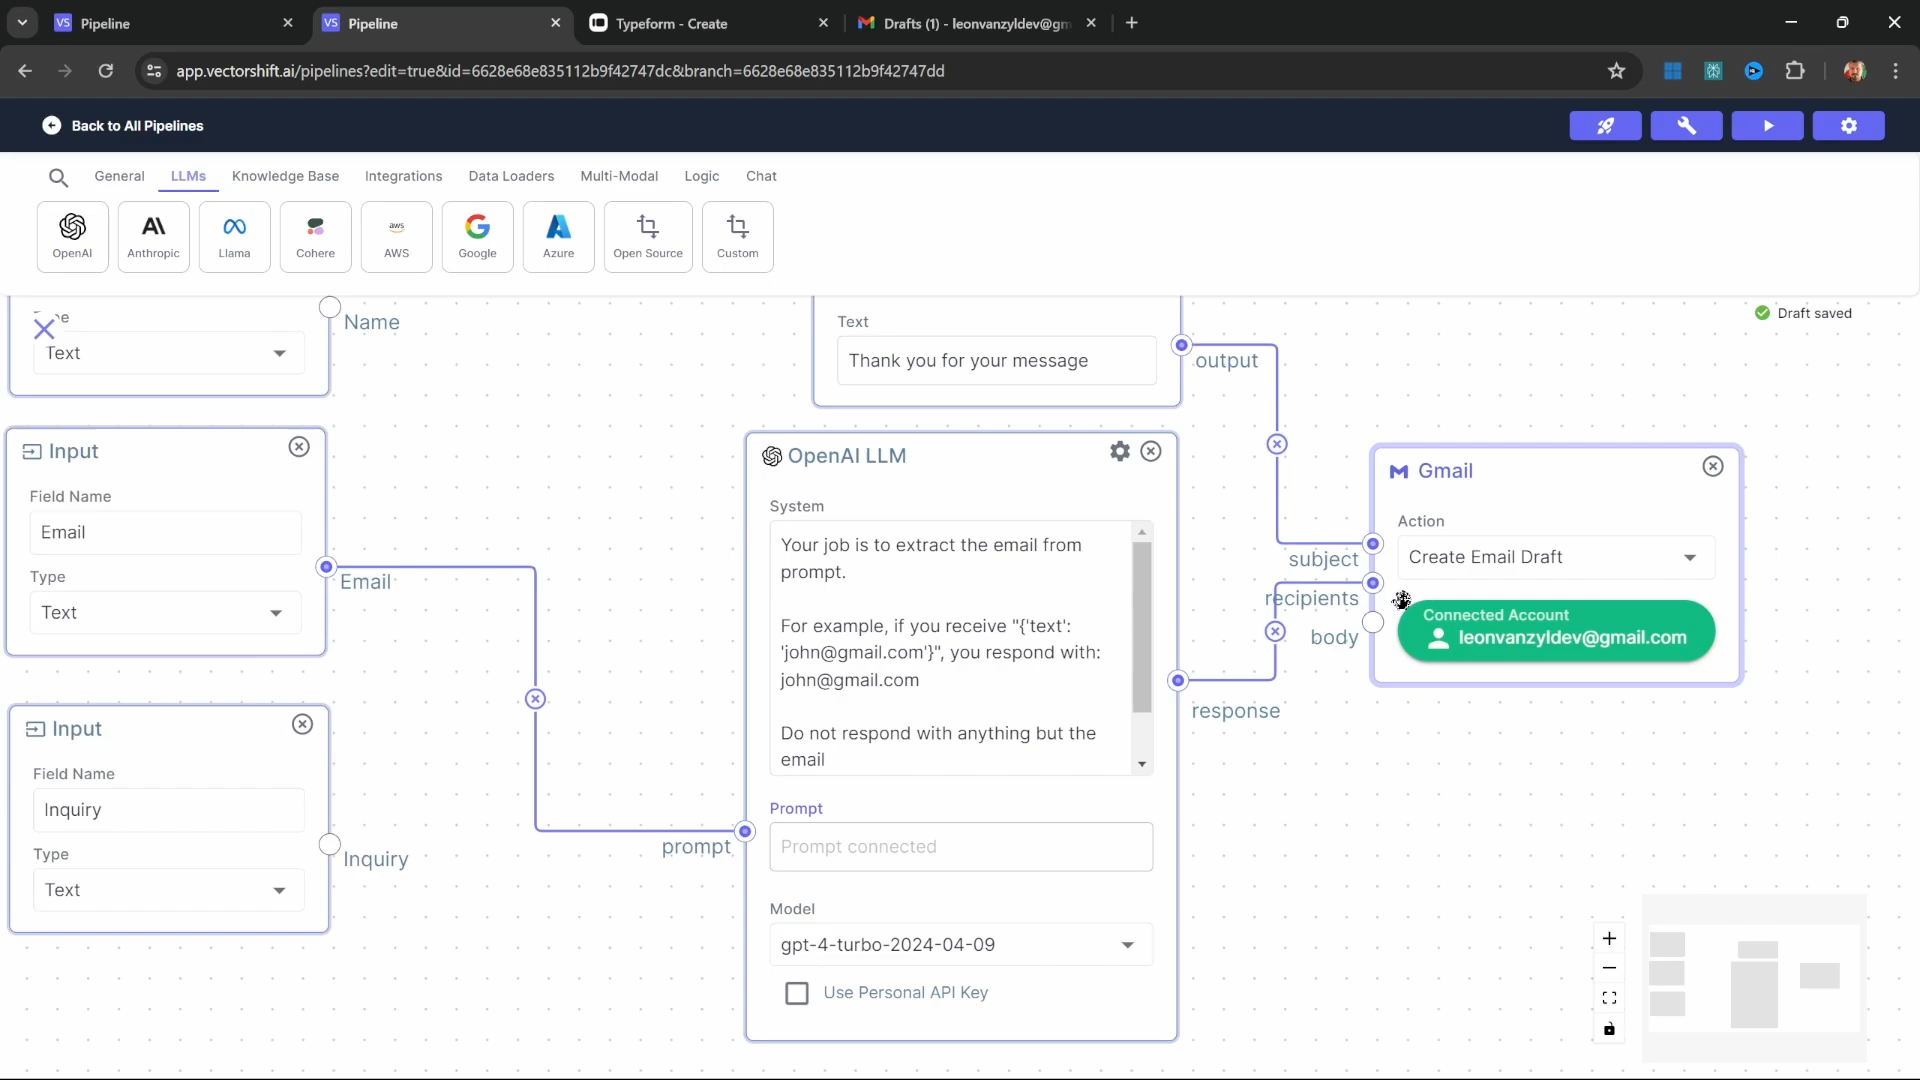 Pipeline
Pipeline
Typeform - Create
Drafts (1) - leonvanzyldev@gm
app.vectorshift.ai/pipelines?edit=true&id=6628e68e835112b9f42747dc&branch=6628e68e835112b9f42747dd
Back to All Pipelines
General
LLMs
Knowledge Base
Integrations
Data Loaders
Multi-Modal
Logic
Chat
OpenAI
Anthropic
Llama
Cohere
aws
AWS
Google
Azure
Open Source
Custom
Draft saved
Text
Name
Text
Thank you for your message
output
Input
Field Name
Email
Type
Text
Email
Input
Field Name
Inquiry
Type
Text
Inquiry
OpenAI LLM
System
Your job is to extract the email from
prompt.
For example, if you receive "{'text':
'john@gmail.com'}", you respond with:
john@gmail.com
Do not respond with anything but the
email
Prompt
prompt
Prompt connected
Model
gpt-4-turbo-2024-04-09
Use Personal API Key
response
Gmail
Action
Create Email Draft
subject
recipients
body
Connected Account
leonvanzyldev@gmail.com